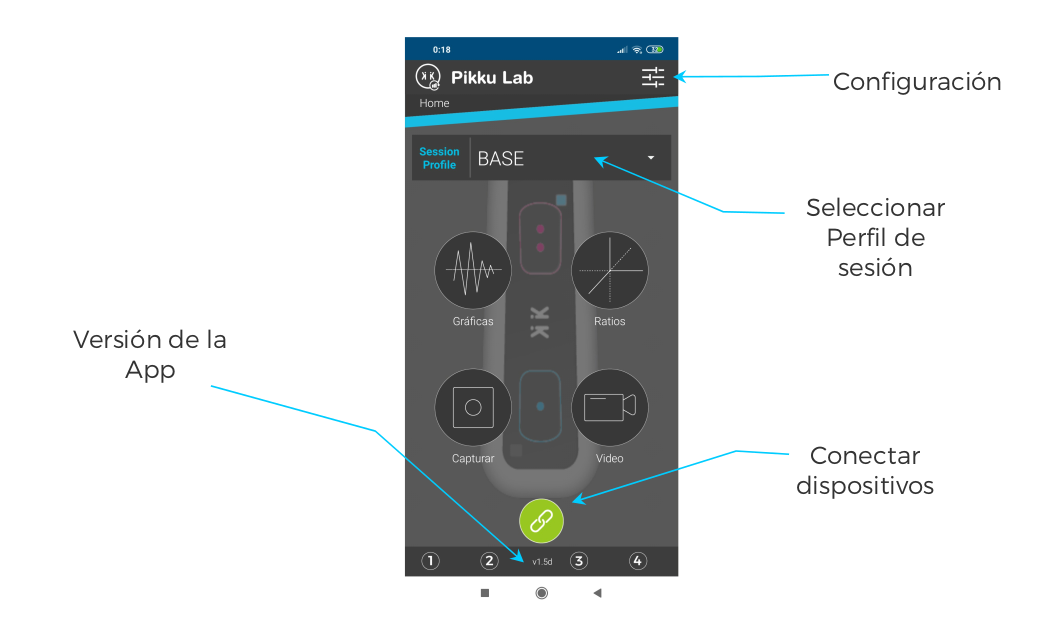 0:18
32
Pikku Lab
Configuración
Home
Session
Profile
BASE
Seleccionar
Perfil de
sesión
Gráficas
Ratios
Versión de la
App
Capturar
Video
Conectar
dispositivos
1 2 v1.5d 3 4